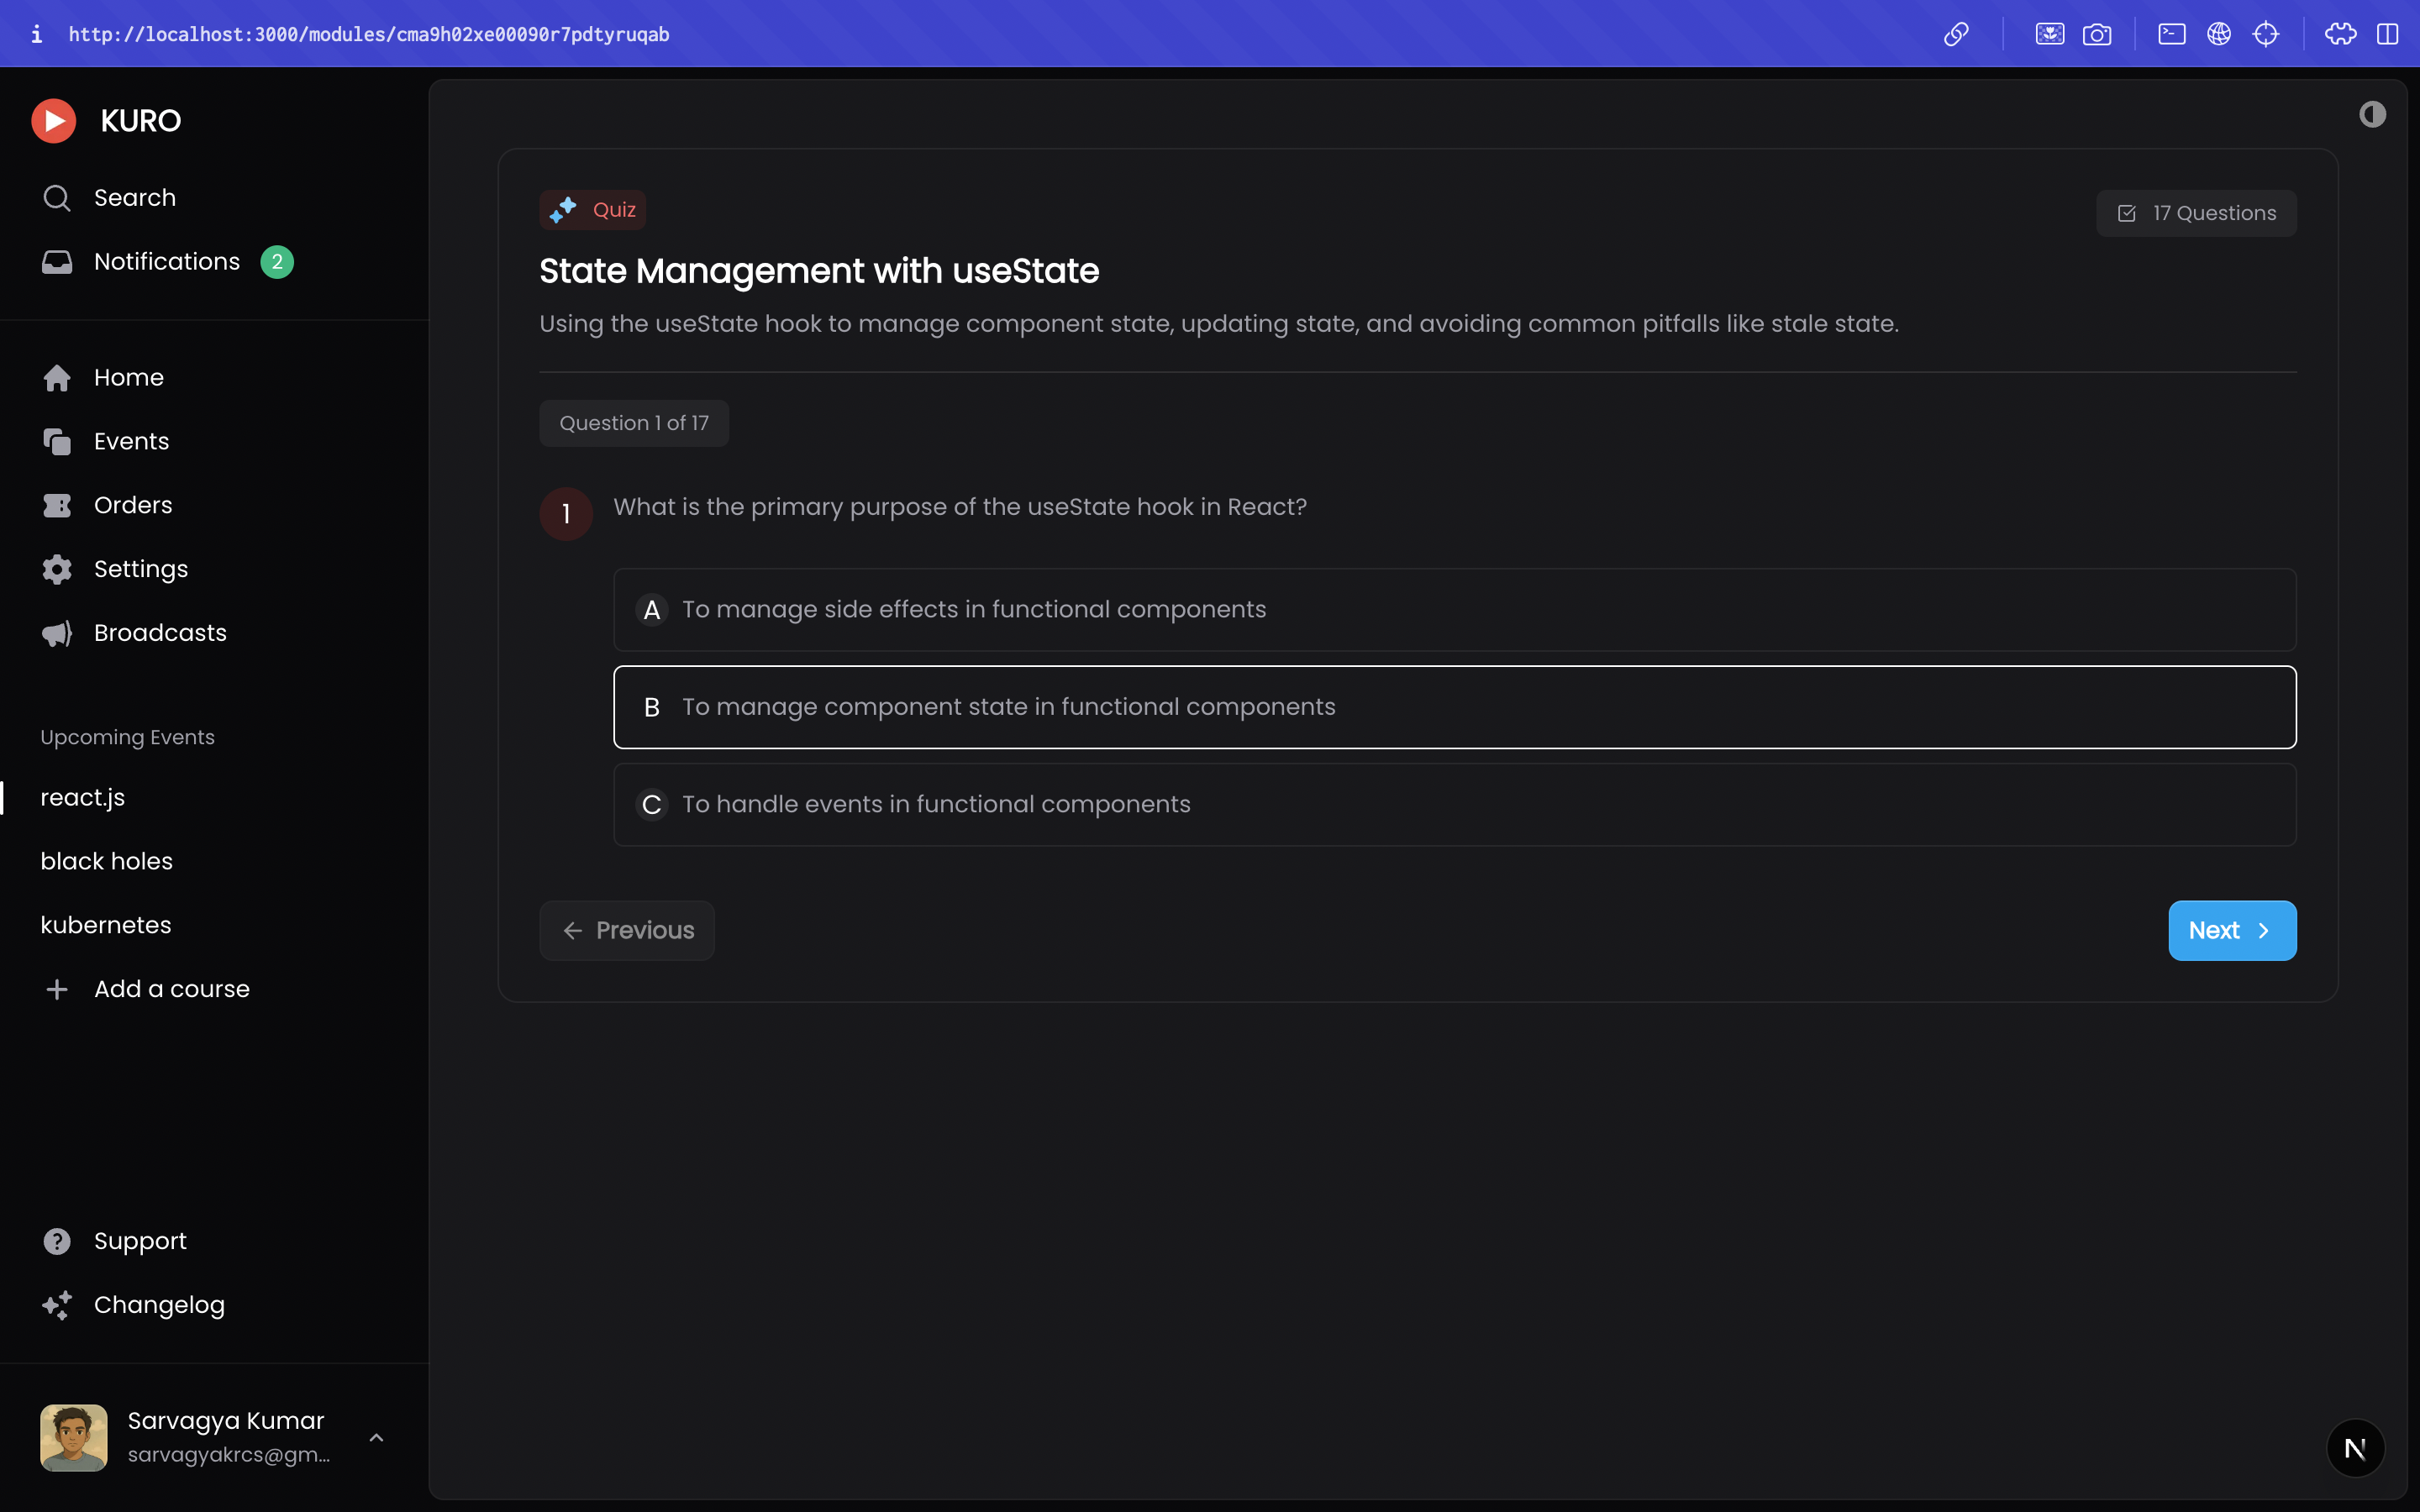 http://localhost:3000/modules/cma9h02xe00090r7pdtyruqab
KURO
Search
Notifications 2
Home
Events
Orders
Settings
Broadcasts
Upcoming Events
react.js
black holes
kubernetes
Add a course
Support
Changelog
Sarvagya Kumar
sarvagyakrcs@gm...
Quiz
17 Questions
State Management with useState
Using the useState hook to manage component state, updating state, and avoiding common pitfalls like stale state.
Question 1 of 17
1 What is the primary purpose of the useState hook in React?
A To manage side effects in functional components
B To manage component state in functional components
C To handle events in functional components
Previous
Next
N